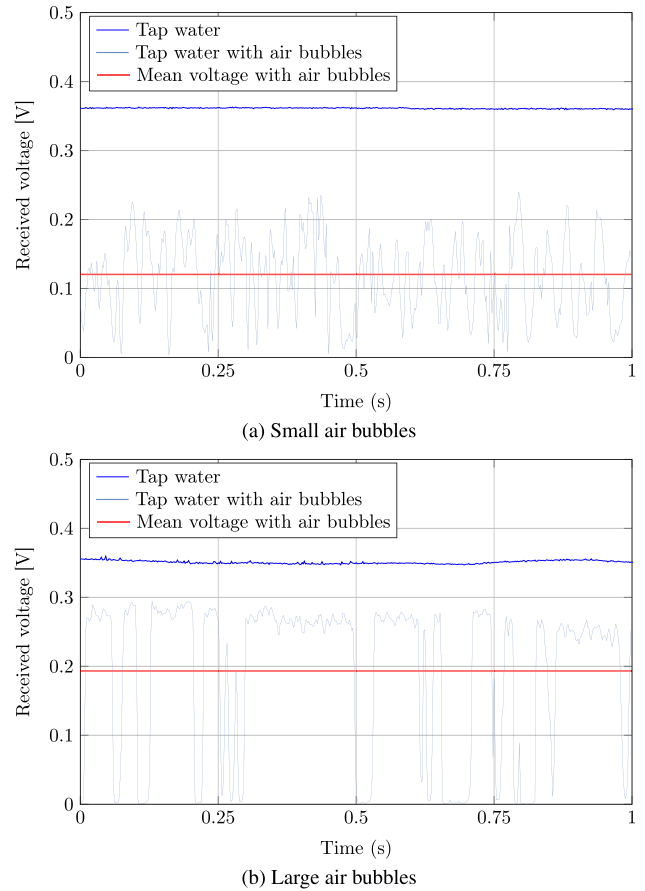 0.5
Tap water
Tap water with air bubbles
Mean voltage with air bubbles
0.4
0.3
0.2
0.1
0
Received voltage [V]
0 0.25 0.5 0.75 1
Time (s)
(a) Small air bubbles
0.5
Tap water
Tap water with air bubbles
Mean voltage with air bubbles
0.4
0.3
0.2
0.1
0
Received voltage [V]
0 0.25 0.5 0.75 1
Time (s)
(b) Large air bubbles